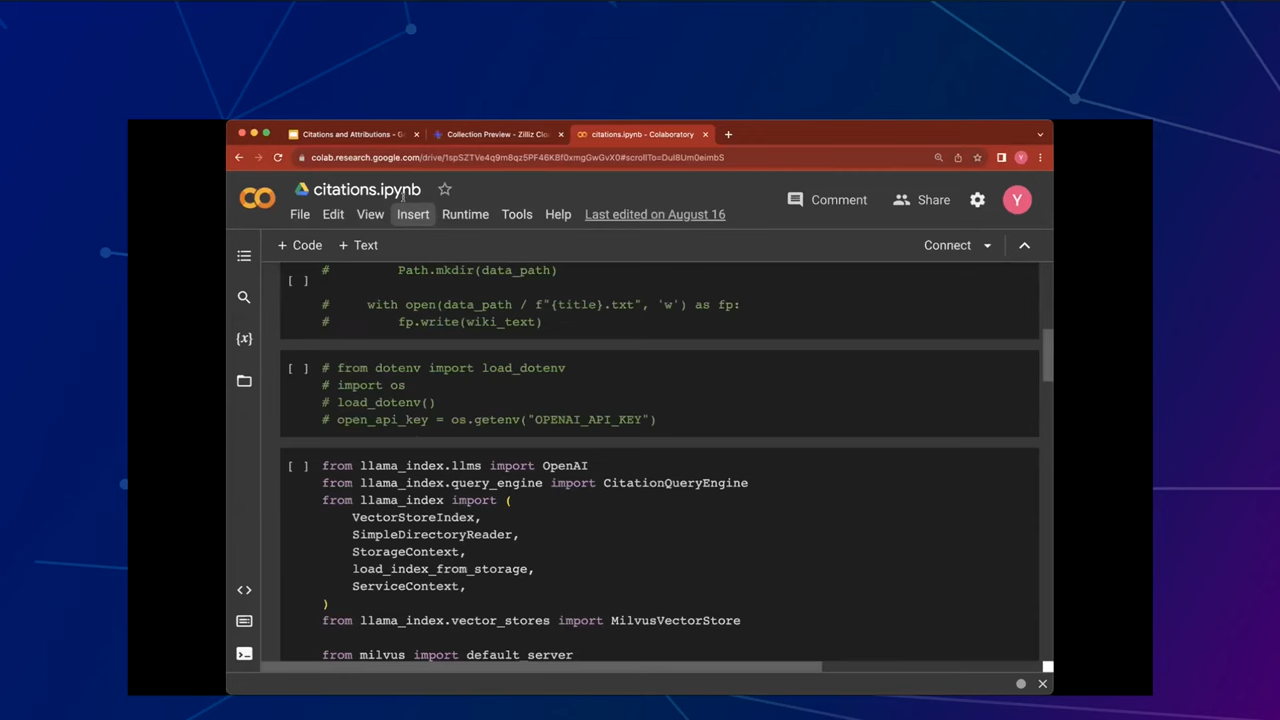 Citations and Attributions - G
Collection Preview - Zilliz Clo
citations.ipynb - Colaboratory
colab.research.google.com/drive/1spSZTVe4q9m8qz5PF46KBf0xmgGwGvX0#scrollTo=DuI8Um0eimbS
citations.ipynb
Comment
Share
Y
File Edit View Insert Runtime Tools Help Last edited on August 16
+ Code + Text
Connect
# Path.mkdir(data_path)
[ ]
# with open(data_path / f"{title}.txt", 'w') as fp:
# fp.write(wiki_text)
[ ] # from dotenv import load_dotenv
# import os
# load_dotenv()
# open_api_key = os.getenv("OPENAI_API_KEY")
[ ] from llama_index.llms import OpenAI
from llama_index.query_engine import CitationQueryEngine
from llama_index import (
VectorStoreIndex,
SimpleDirectoryReader,
StorageContext,
load_index_from_storage,
ServiceContext,
)
from llama_index.vector_stores import MilvusVectorStore
from milvus import default_server